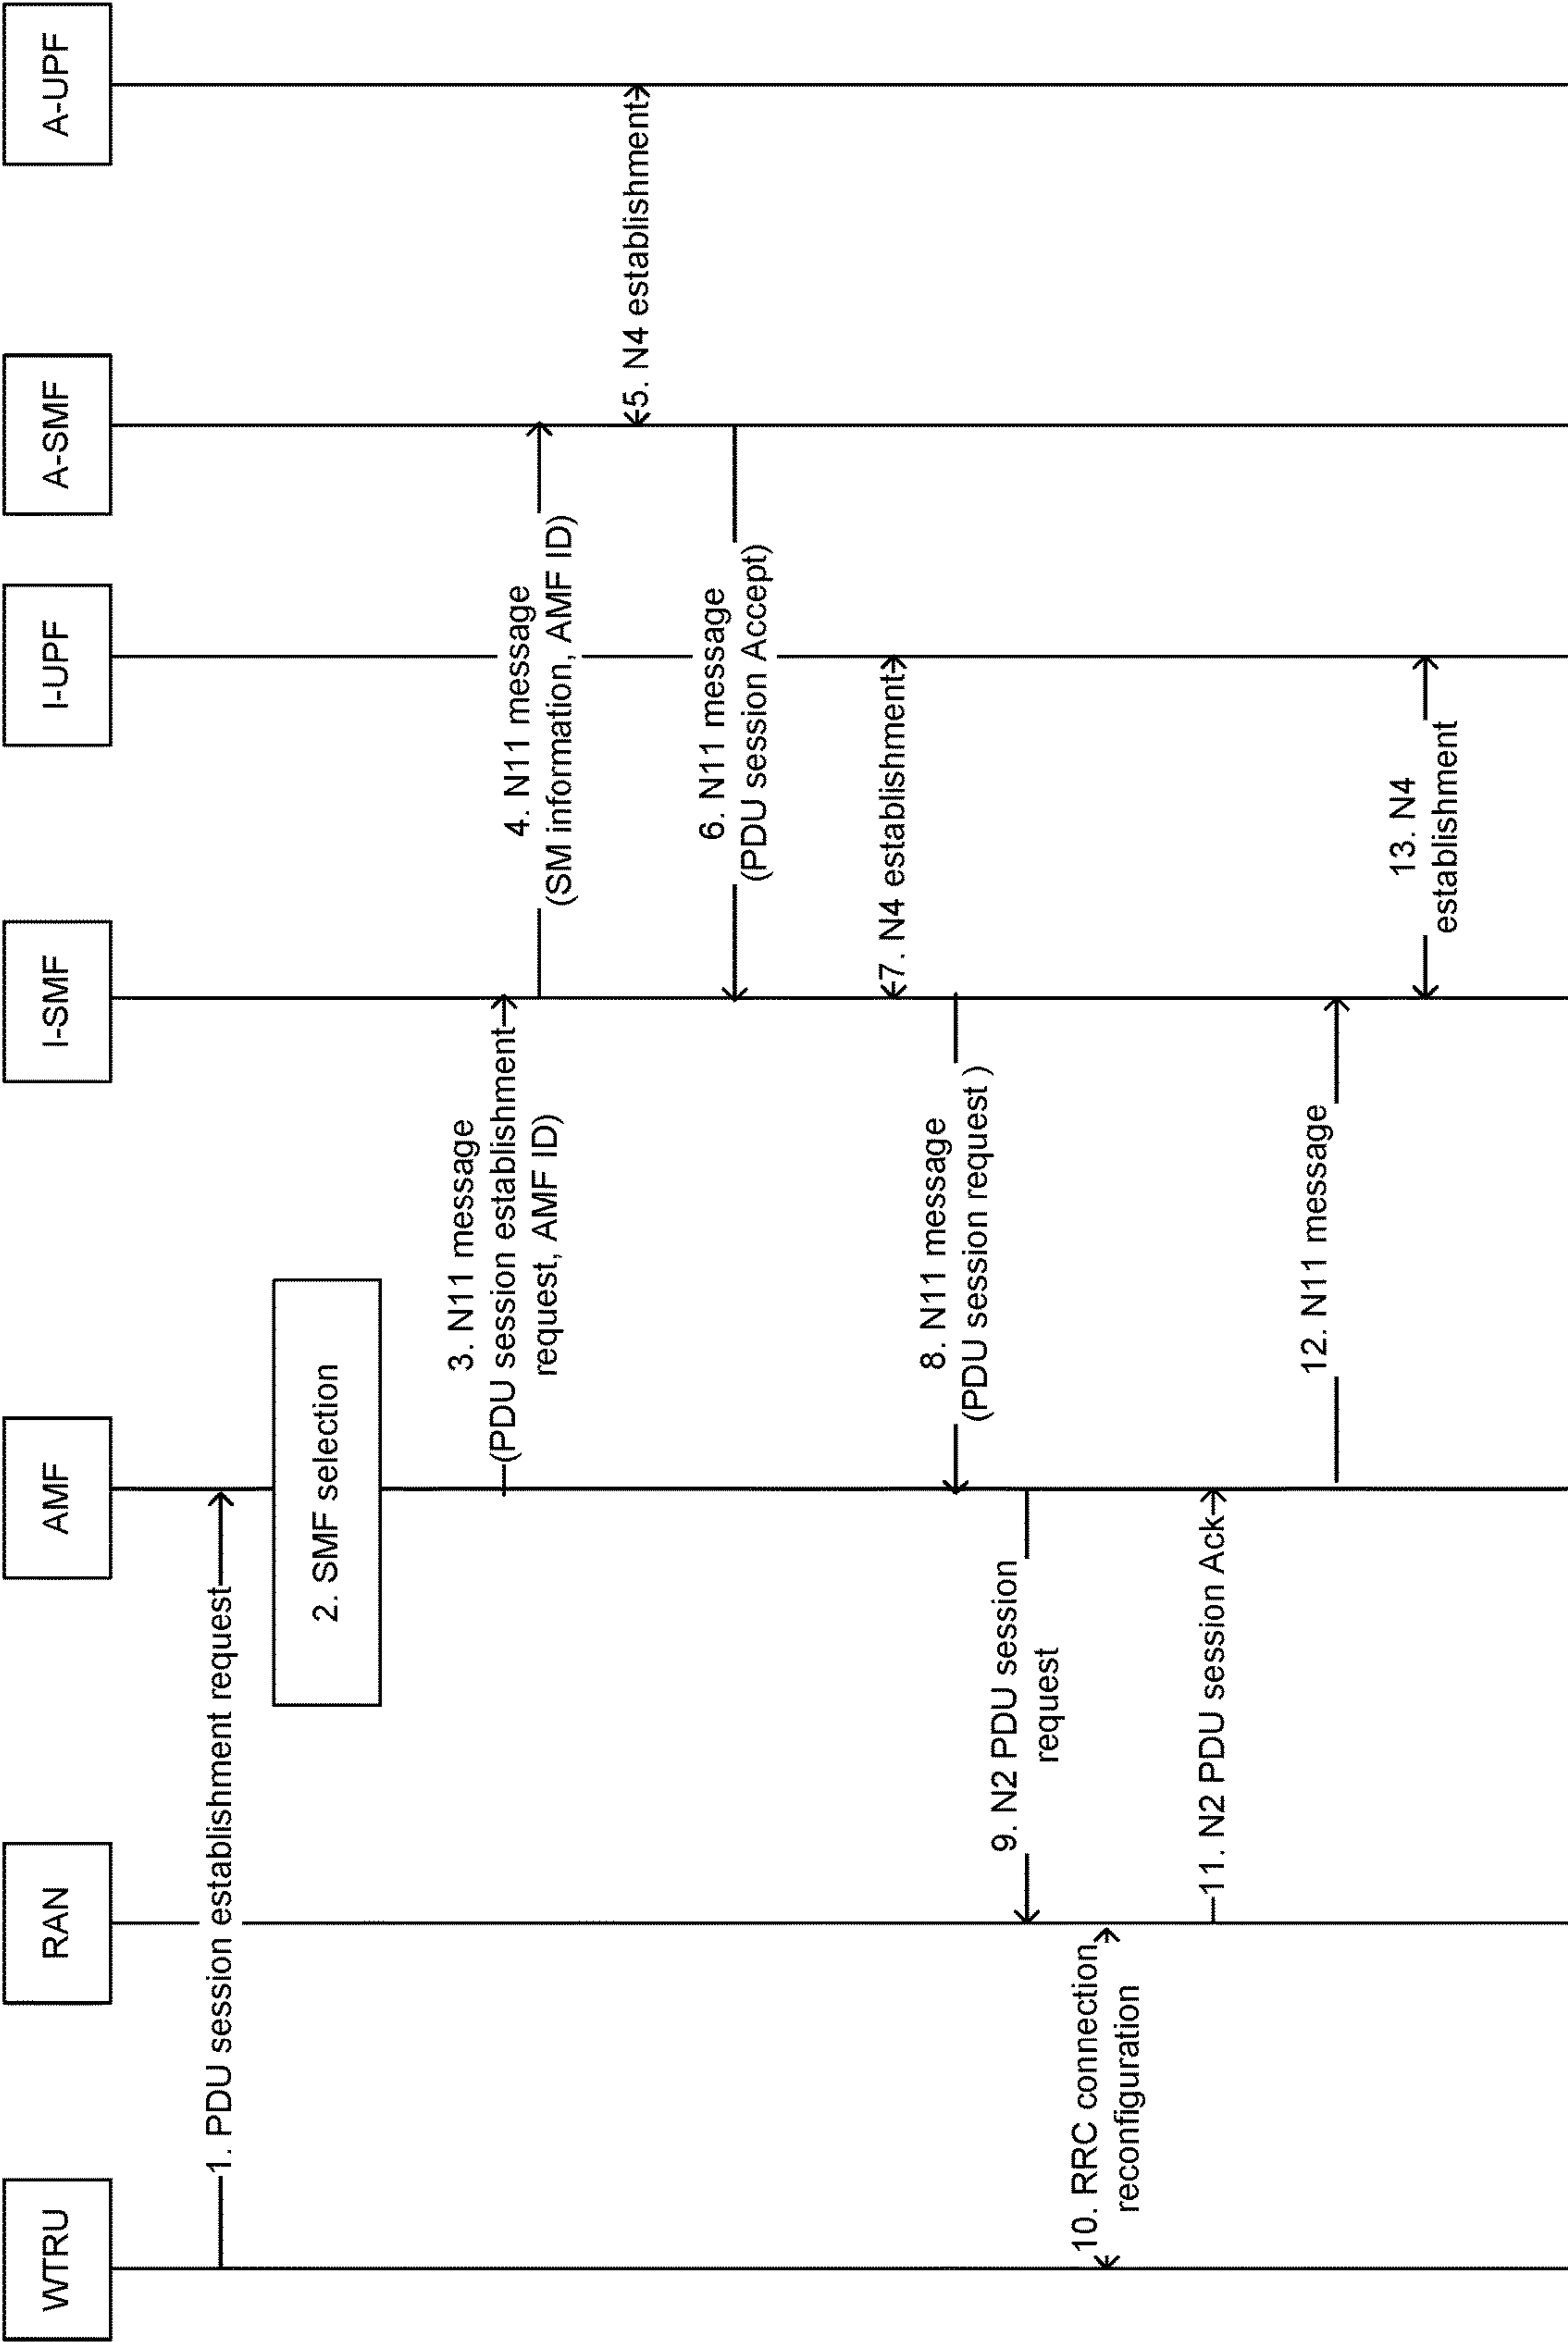 WTRU
RAN
AMF
I-SMF
I-UPF
A-SMF
A-UPF
1. PDU session establishment request
2. SMF selection
3. N11 message
(PDU session establishment
request, AMF ID)
4. N11 message
(SM information, AMF ID)
5. N4 establishment
6. N11 message
(PDU session Accept)
7. N4 establishment
8. N11 message
(PDU session request )
9. N2 PDU session
request
10. RRC connection
reconfiguration
11. N2 PDU session Ack
12. N11 message
13. N4
establishment